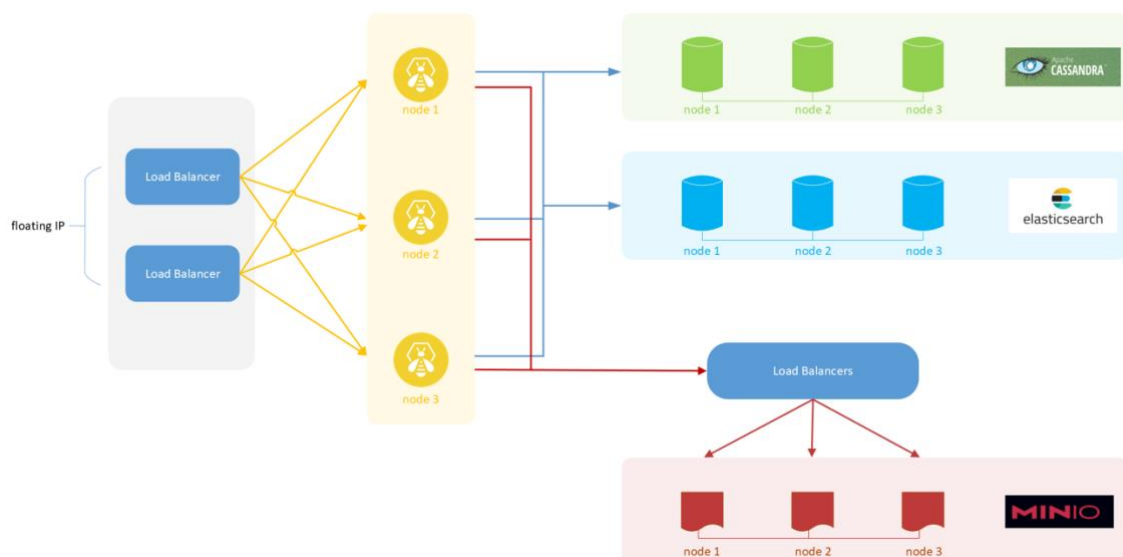 floating IP
Load Balancer
Load Balancer
node 1
node 2
node 3
node 1
node 2
node 3
Apache
CASSANDRA
node 1
node 2
node 3
elasticsearch
Load Balancers
node 1
node 2
node 3
MINIO